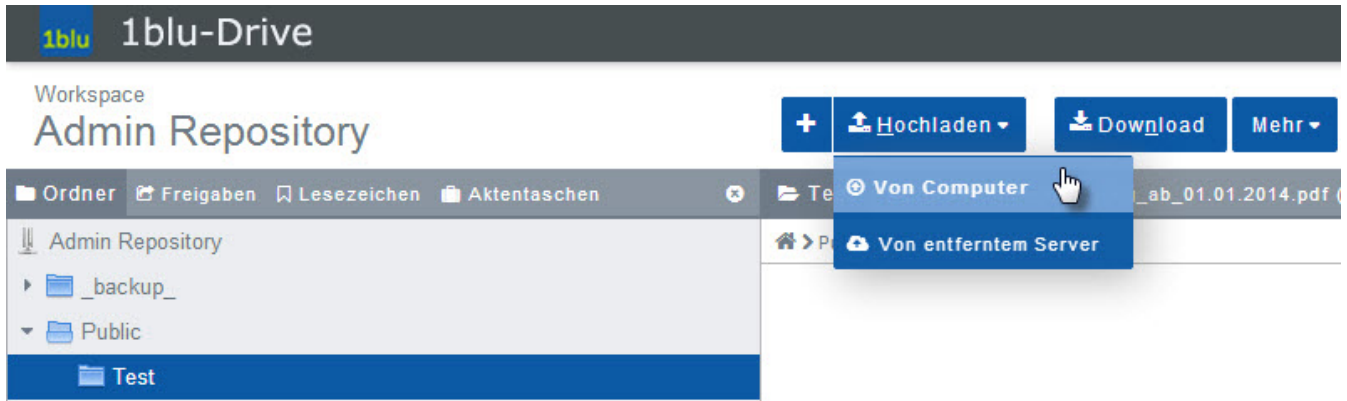 1blu 1blu-Drive
Workspace
Admin Repository
+ Hochladen Download Mehr
Ordner Freigaben Lesezeichen Aktentaschen
Von Computer _ab_01.01.2014.pdf (
Admin Repository
Von entferntem Server
_backup_
Public
Test